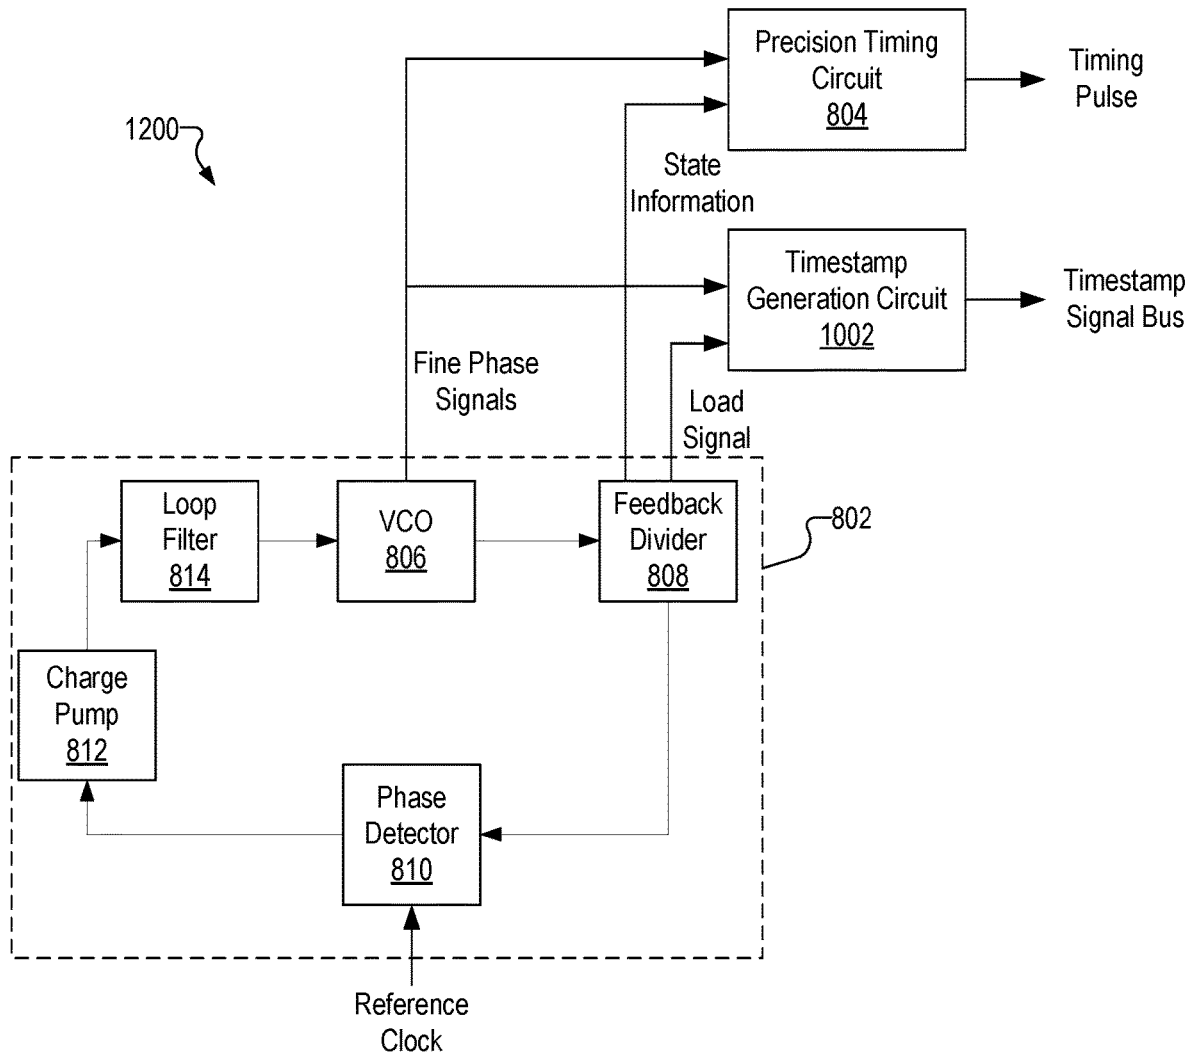 Precision Timing
Circuit
804
Timing
Pulse
1200
State
Information
Timestamp
Generation Circuit
1002
Timestamp
Signal Bus
Fine Phase
Signals
Load
Signal
Loop
Filter
814
VCO
806
Feedback
Divider
808
802
Charge
Pump
812
Phase
Detector
810
Reference
Clock